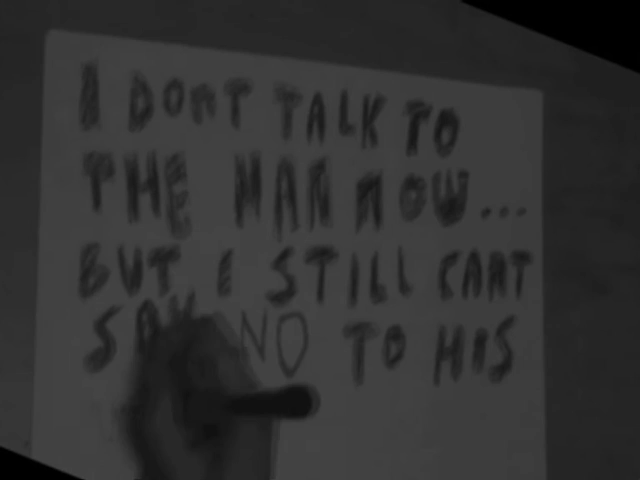 I DONT TALK TO
THE MAN NOW...
BUT I STILL CANT
SAY NO TO HIS